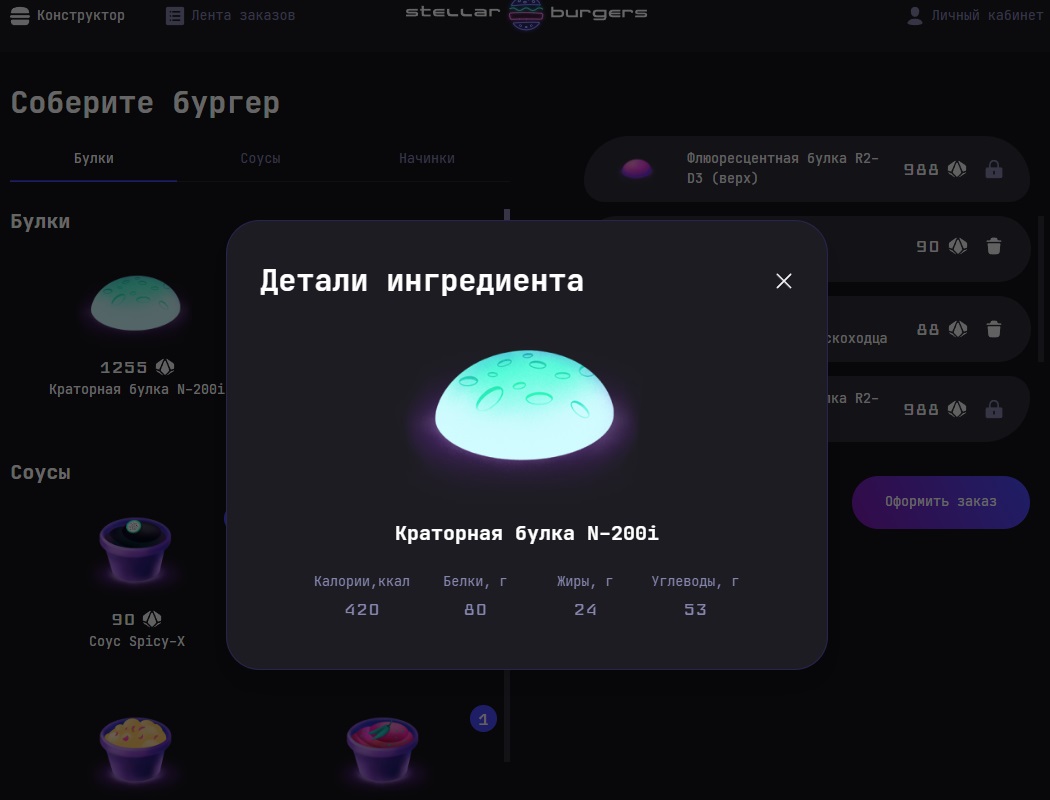 Конструктор
Лента заказов
stellar burgers
Личный кабинет
Соберите бургер
Булки
Соусы
Начинки
Флюоресцентная булка R2-
D3 (верх)
988
Булки
90
Детали ингредиента
88
1255
Краторная булка N-200i
988
R2-
Соусы
Оформить заказ
Краторная булка N-200i
Калории,ккал
Белки, г
Жиры, г
Углеводы, г
420
80
24
53
90
Соус Spicy-X
1